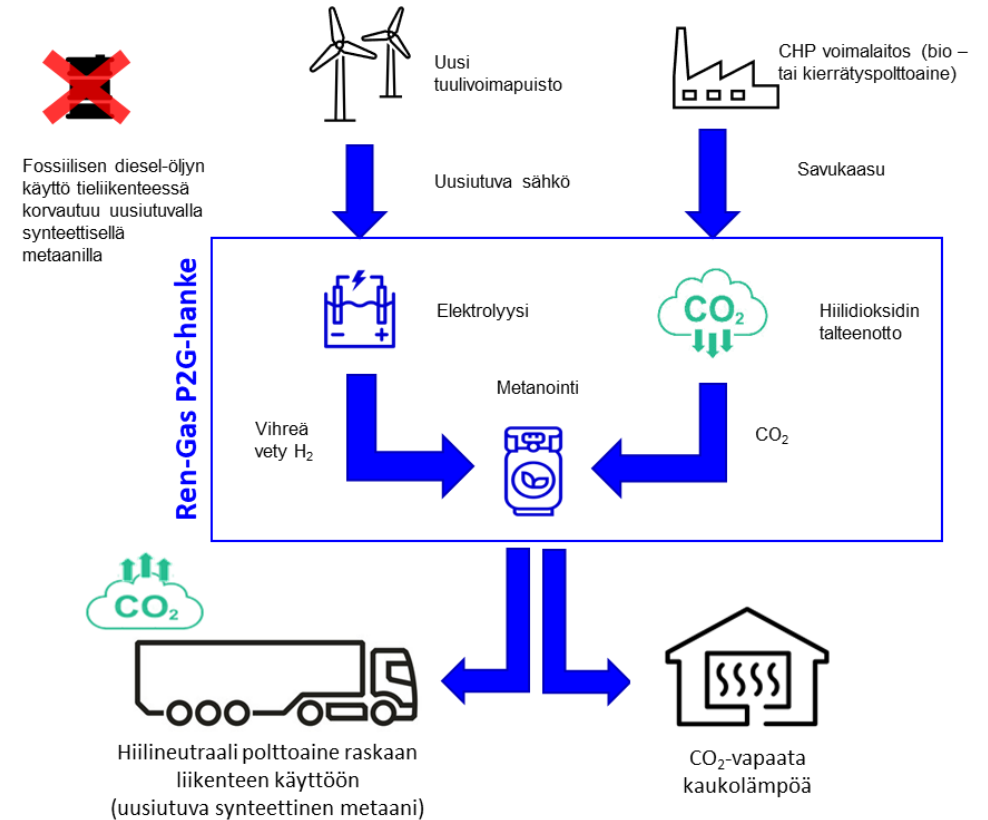 Uusi
tuulivoimapuisto
CHP voimalaitos (bio –
tai kierrätyspolttoaine)
Fossiilisen diesel-öljyn
käyttö tieliikenteessä
korvautuu uusiutuvalla
synteettisellä
metaanilla
Uusiutuva sähkö
Savukaasu
Ren-Gas P2G-hanke
Elektrolyysi
CO₂
Hiilidioksidin
talteenotto
Metanointi
Vihreä
vety H₂
CO₂
CO₂
Hiilineutraali polttoaine raskaan
liikenteen käyttöön
(uusiutuva synteettinen metaani)
CO₂-vapaata
kaukolämpöä